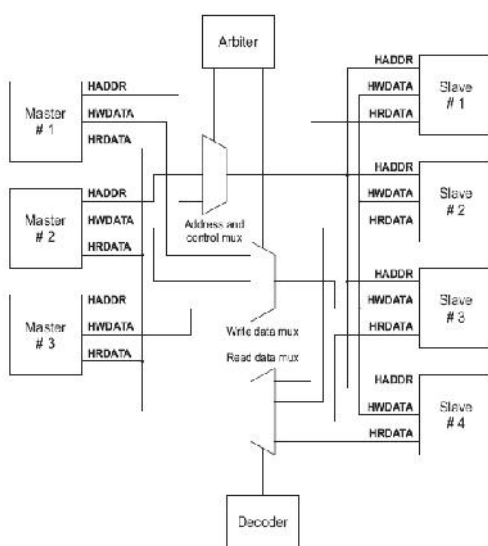 Arbiter
HADDR
Master
# 1
HWDATA
HRDATA
HADDR
Master
# 2
HWDATA
HRDATA
HADDR
Master
# 3
HWDATA
HRDATA
Address and
control mux
Write data mux
Read data mux
Decoder
HADDR
HWDATA
HRDATA
Slave
# 1
HADDR
HWDATA
HRDATA
Slave
# 2
HADDR
HWDATA
HRDATA
Slave
# 3
HADDR
HWDATA
HRDATA
Slave
# 4